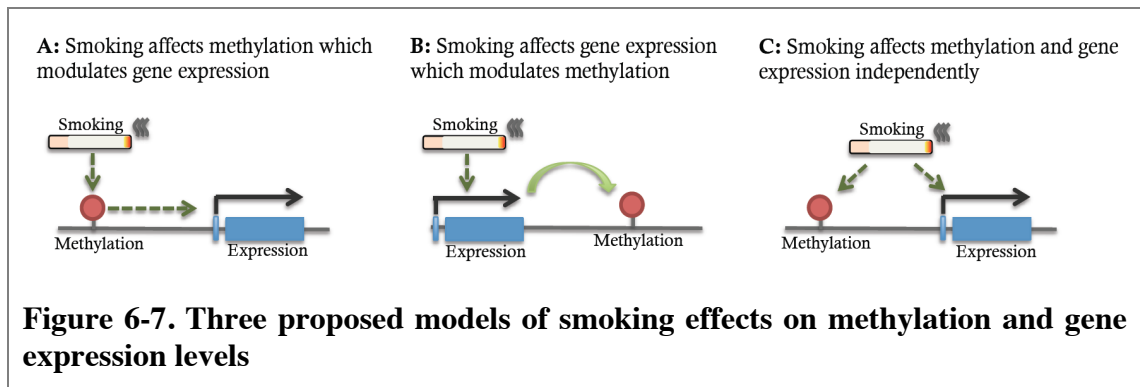 A: Smoking affects methylation which
modulates gene expression
B: Smoking affects gene expression
which modulates methylation
C: Smoking affects methylation and gene
expression independently
Smoking
Methylation
Expression
Smoking
Expression
Methylation
Smoking
Methylation
Expression
Figure 6-7. Three proposed models of smoking effects on methylation and gene
expression levels